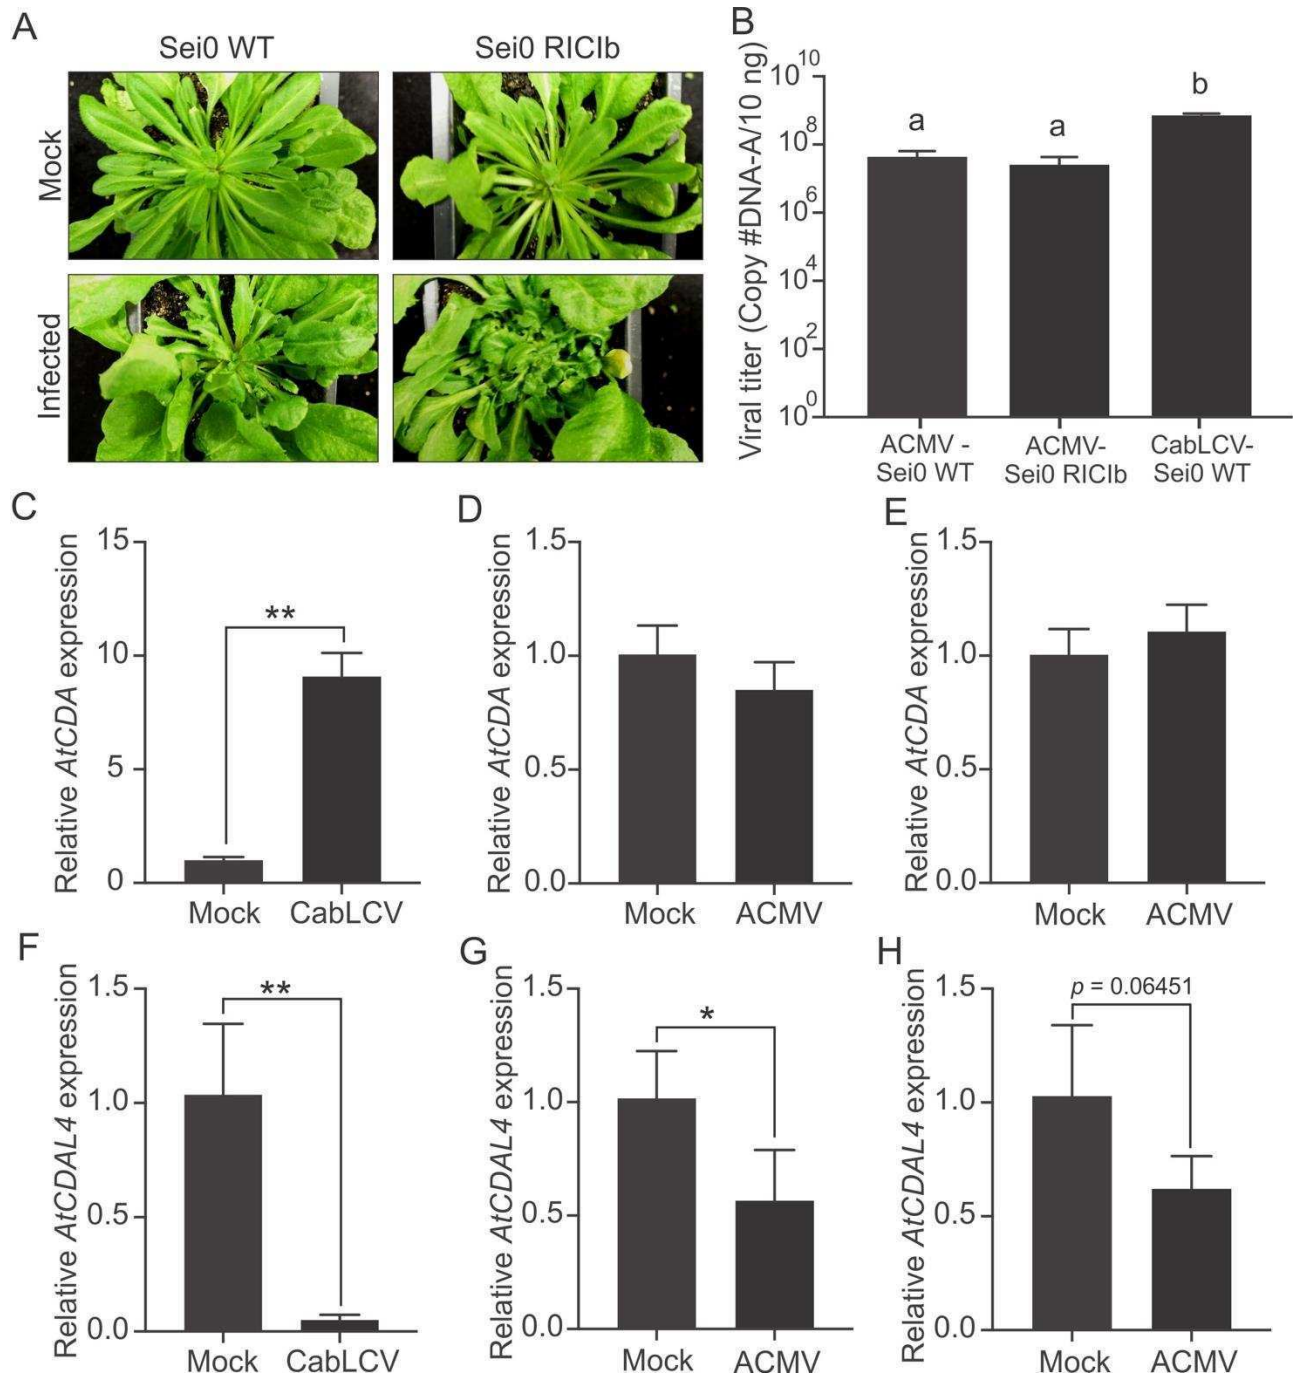 A
Sei0 WT
Sei0 RICIb
Mock
Infected
B
Viral titer (Copy #DNA-A/10 ng)
10^10
10^8
10^6
10^4
10^2
10^0
a
a
b
ACMV -
Sei0 WT
ACMV-
Sei0 RICIb
CabLCV-
Sei0 WT
C
Relative AtCDA expression
15
10
5
0
**
Mock
CabLCV
D
Relative AtCDA expression
1.5
1.0
0.5
0.0
Mock
ACMV
E
Relative AtCDA expression
1.5
1.0
0.5
0.0
Mock
ACMV
F
Relative AtCDAL4 expression
1.5
1.0
0.5
0.0
**
Mock
CabLCV
G
Relative AtCDAL4 expression
1.5
1.0
0.5
0.0
*
Mock
ACMV
H
Relative AtCDAL4 expression
1.5
1.0
0.5
0.0
p = 0.06451
Mock
ACMV